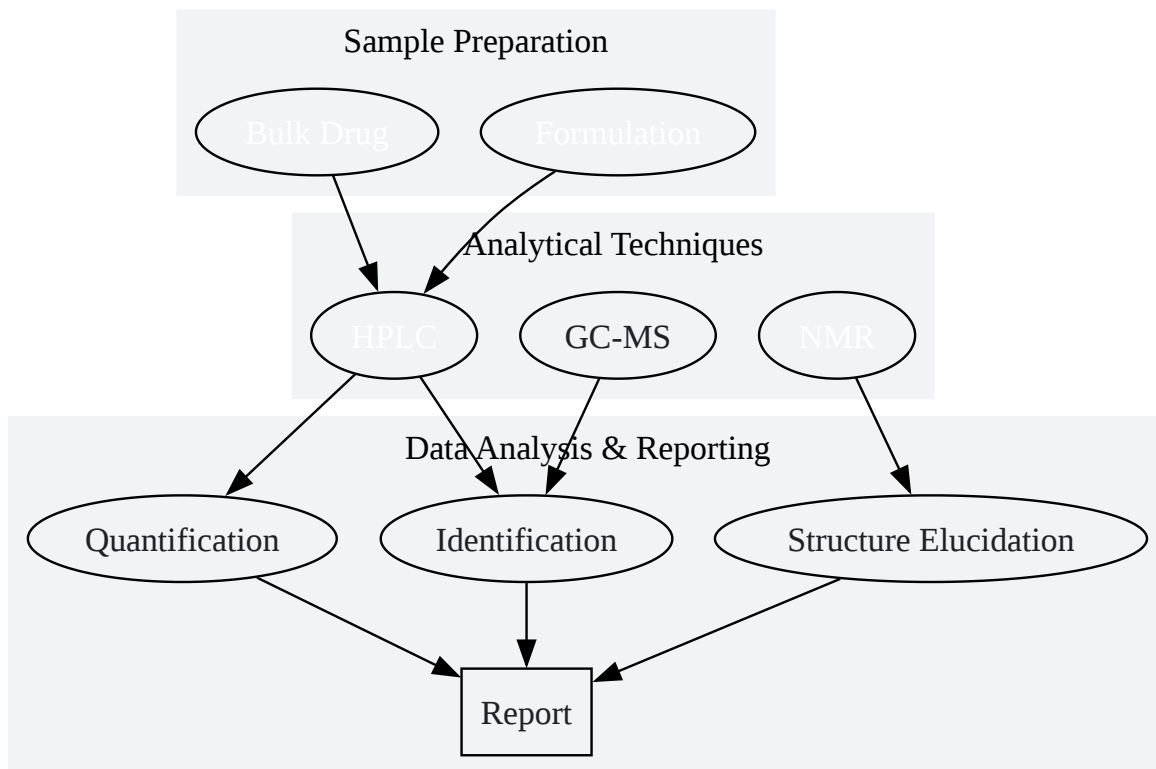 Sample Preparation
Bulk Drug
Formulation
Analytical Techniques
HPLC
GC-MS
NMR
Data Analysis & Reporting
Quantification
Identification
Structure Elucidation
Report